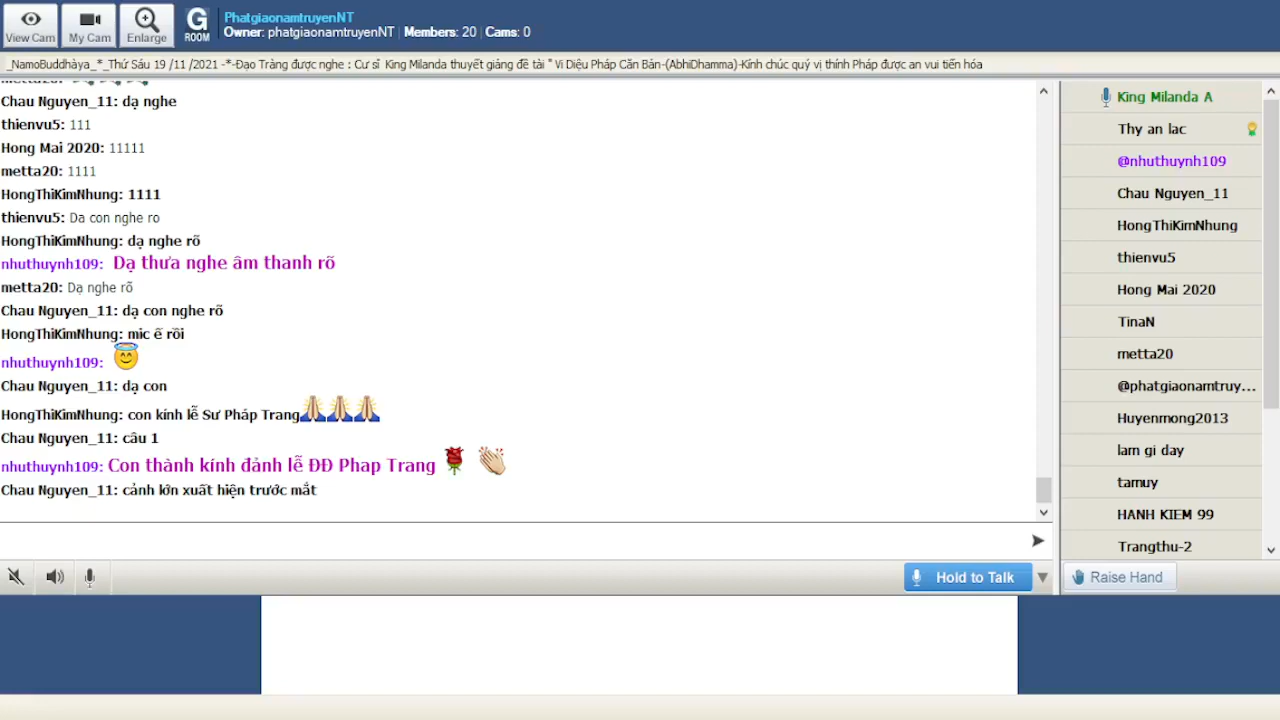 View Cam
My Cam
Enlarge
G
ROOM
PhatgiaonamtruyenNT
Owner: phatgiaonamtruyenNT | Members: 20 | Cams: 0
_NamoBuddhàya_*_Thứ Sáu 19 /11 /2021 -*-Đạo Tràng được nghe : Cư sĩ King Milanda thuyết giảng đề tài " Vi Diệu Pháp Căn Bản-(AbhiDhamma)-Kính chúc quý vị thính Pháp được an vui tiến hóa
metta20:
Chau Nguyen_11: dạ nghe
thienvu5: 111
Hong Mai 2020: 11111
metta20: 1111
HongThiKimNhung: 1111
thienvu5: Da con nghe ro
HongThiKimNhung: dạ nghe rõ
nhuthuynh109: Dạ thưa nghe âm thanh rõ
metta20: Dạ nghe rõ
Chau Nguyen_11: dạ con nghe rõ
HongThiKimNhung: mic ế rồi
nhuthuynh109:
Chau Nguyen_11: dạ con
HongThiKimNhung: con kính lễ Sư Pháp Trang
Chau Nguyen_11: câu 1
nhuthuynh109: Con thành kính đảnh lễ ĐĐ Phap Trang
Chau Nguyen_11: cảnh lớn xuất hiện trước mắt
Hold to Talk
King Milanda A
Thy an lac
@nhuthuynh109
Chau Nguyen_11
HongThiKimNhung
thienvu5
Hong Mai 2020
TinaN
metta20
@phatgiaonamtruy...
Huyenmong2013
lam gi day
tamuy
HANH KIEM 99
Trangthu-2
Raise Hand